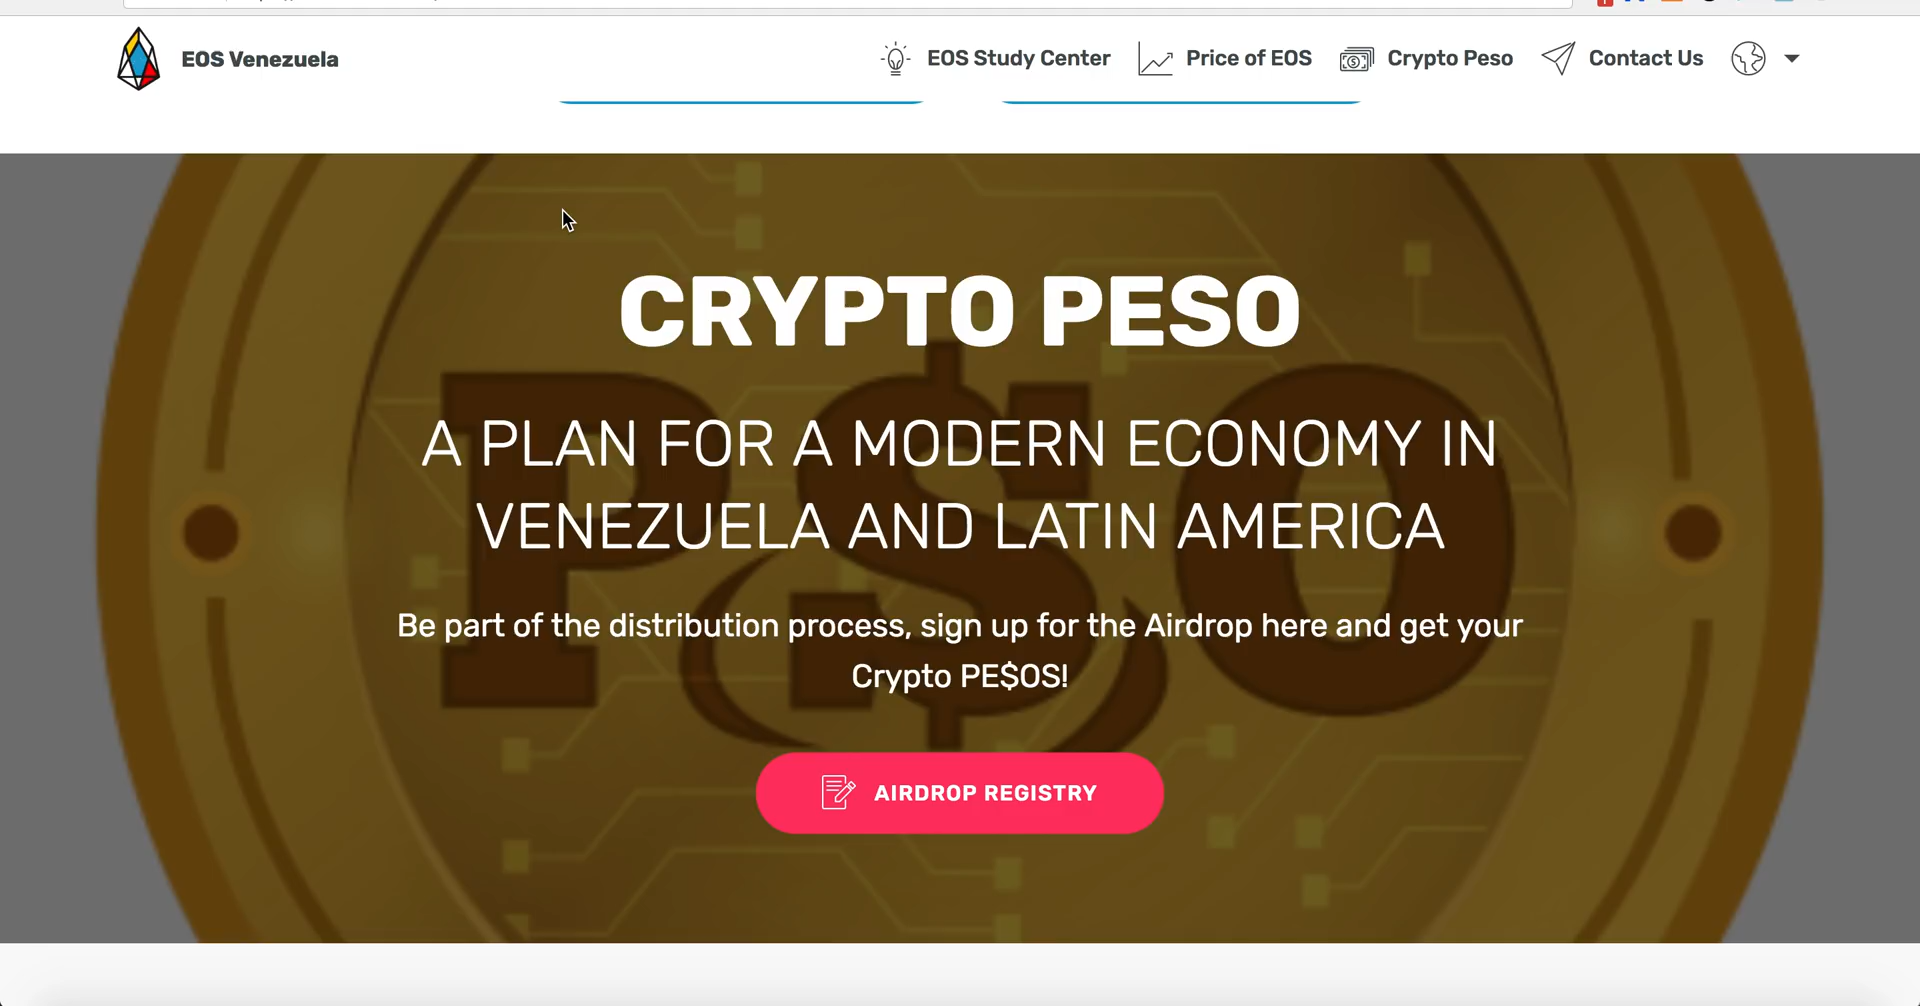 EOS Venezuela
EOS Study Center
Price of EOS
Crypto Peso
Contact Us
CRYPTO PESO
A PLAN FOR A MODERN ECONOMY IN
VENEZUELA AND LATIN AMERICA
Be part of the distribution process, sign up for the Airdrop here and get your
Crypto PE$OS!
P$O
AIRDROP REGISTRY